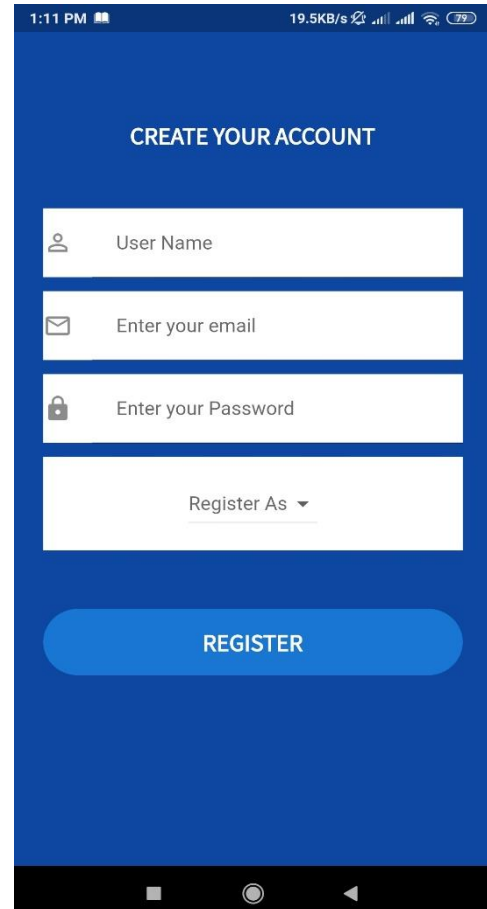 1:11 PM 19.5KB/s 79
CREATE YOUR ACCOUNT
User Name
Enter your email
Enter your Password
Register As
REGISTER